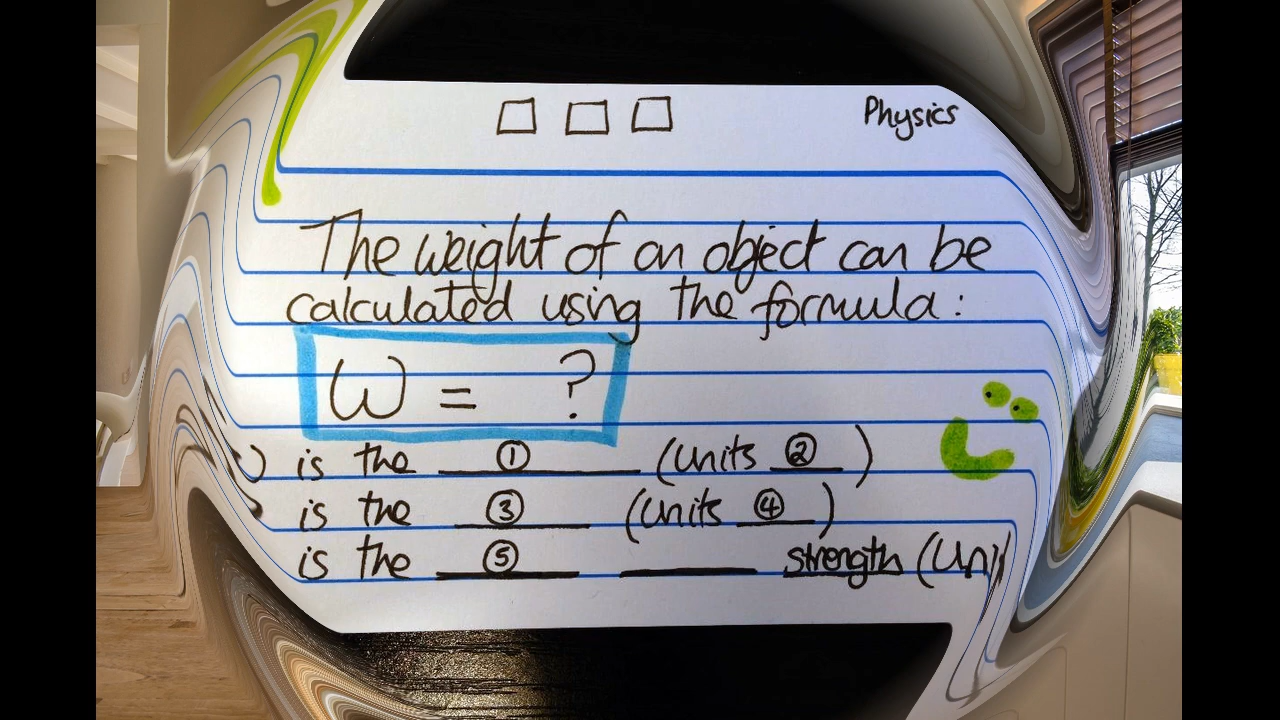 Physics
The weight of an object can be
calculated using the formula:
W = ?
is the ① (units ②)
is the ③ (units ④)
is the ⑤ strength